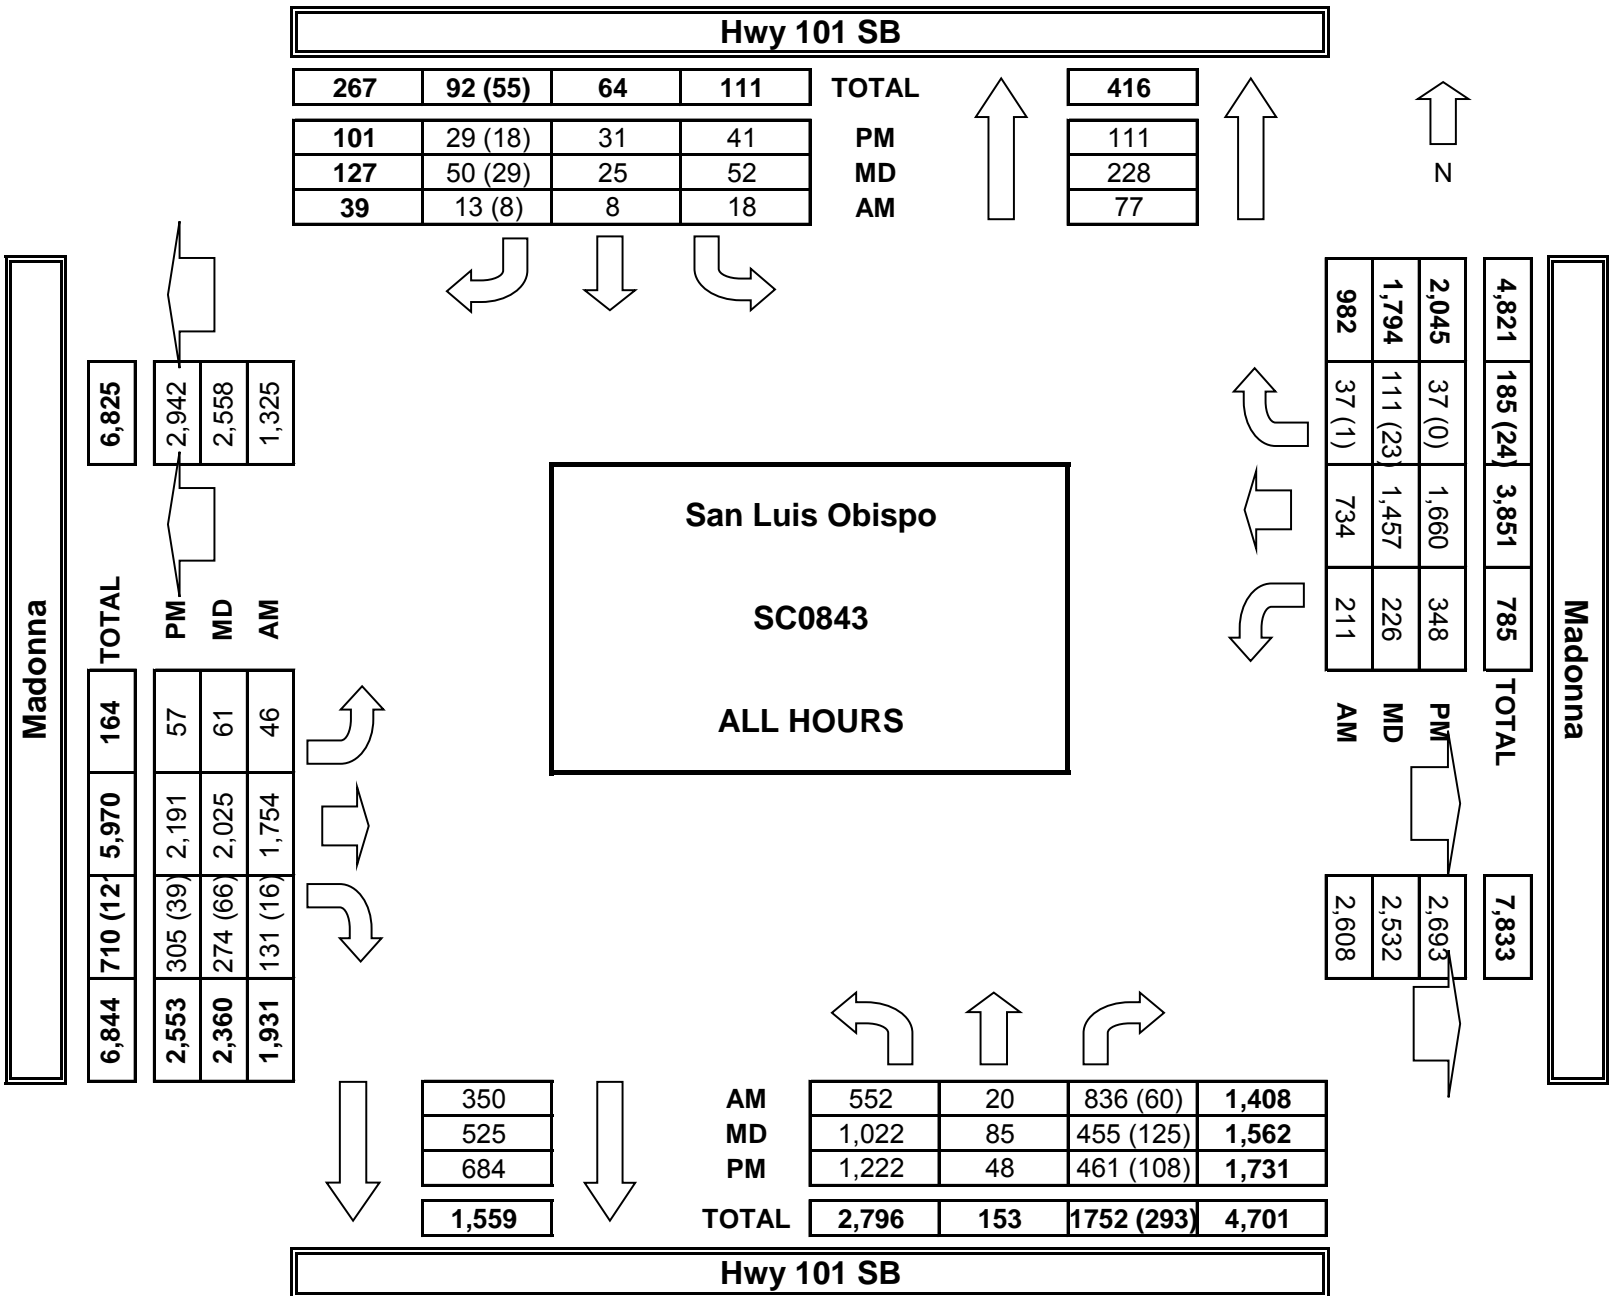 Hwy 101 SB
267 92 (55) 64 111 TOTAL 416
101 29 (18) 31 41 PM 111
127 50 (29) 25 52 MD 228
39 13 (8) 8 18 AM 77
N
Madonna
6,825
2,942
2,558
1,325
TOTAL
PM
MD
AM
164 5,970 710 (12 6,844
57 2,191 305 (39) 2,553
61 2,025 274 (66) 2,360
46 1,754 131 (16) 1,931
San Luis Obispo
SC0843
ALL HOURS
4,821 185 (24) 3,851 785 TOTAL
2,045 37 (0) 1,660 348 PM
1,794 111 (23) 1,457 226 MD
982 37 (1) 734 211 AM
7,833
2,693
2,532
2,608
Madonna
350 AM 552 20 836 (60) 1,408
525 MD 1,022 85 455 (125) 1,562
684 PM 1,222 48 461 (108) 1,731
1,559 TOTAL 2,796 153 1752 (293) 4,701
Hwy 101 SB